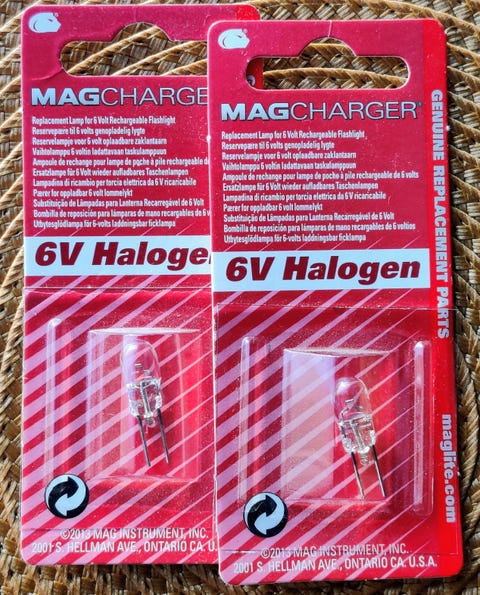 MAGCHARGER
Replacement Lamp for 6 Volt Rechargeable Flashlight
Reservepære til 6 volts genopladelig lygte
Reservelampje voor 6 volt oplaadbare zaklantaarn
Vaihtolamppu 6 voltin ladattavaan taskulamppuun
Ampoule de rechange pour lampe de poche à pile rechargeable
Ersatzlampe für 6 Volt wieder aufladbare Taschenlampen
Lampadina di ricambio per torcia elettrica da 6 V ricaricabile
Pærer for oppladbar 6 volt lommelykt
Substituição de Lâmpadas para Lanterna Recarregável de 6
Bombilla de reposición para lámparas de mano recargables de 6
Utbytesglödlampa för 6-volts laddningsbar ficklampa
6V Halogen
©2013 MAG INSTRUMENT, INC.
2001 S. HELLMAN AVE., ONTARIO CA. U.
MAGCHARGER®
Replacement Lamp for 6 Volt Rechargeable Flashlight
Reservepære til 6 volts genopladelig lygte
Reservelampje voor 6 volt oplaadbare zaklantaarn
Vaihtolamppu 6 voltin ladattavaan taskulamppuun
Ampoule de rechange pour lampe de poche à pile rechargeable de
Ersatzlampe für 6 Volt wieder aufladbare Taschenlampen
Lampadina di ricambio per torcia elettrica da 6 V ricaricabile
Pærer for oppladbar 6 volt lommelykt
Substituição de Lâmpadas para Lanterna Recarregável de 6 Volt
Bombilla de reposición para lámparas de mano recargables de 6 voltios
Utbytesglödlampa för 6-volts laddningsbar ficklampa
6V Halogen
©2013 MAG INSTRUMENT, INC.
2001 S. HELLMAN AVE., ONTARIO CA. U.S.A.
GENUINE REPLACEMENT PARTS
maglite.com